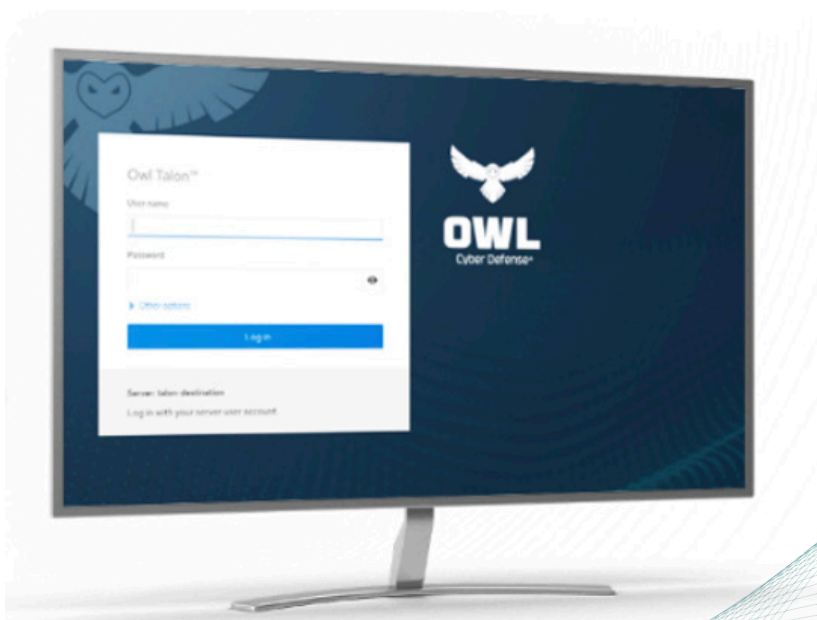 Owl Talon™
User name
Password
Other options
Log in
Server: talon-destination
Log in with your server user account.
OWL
Cyber Defense®